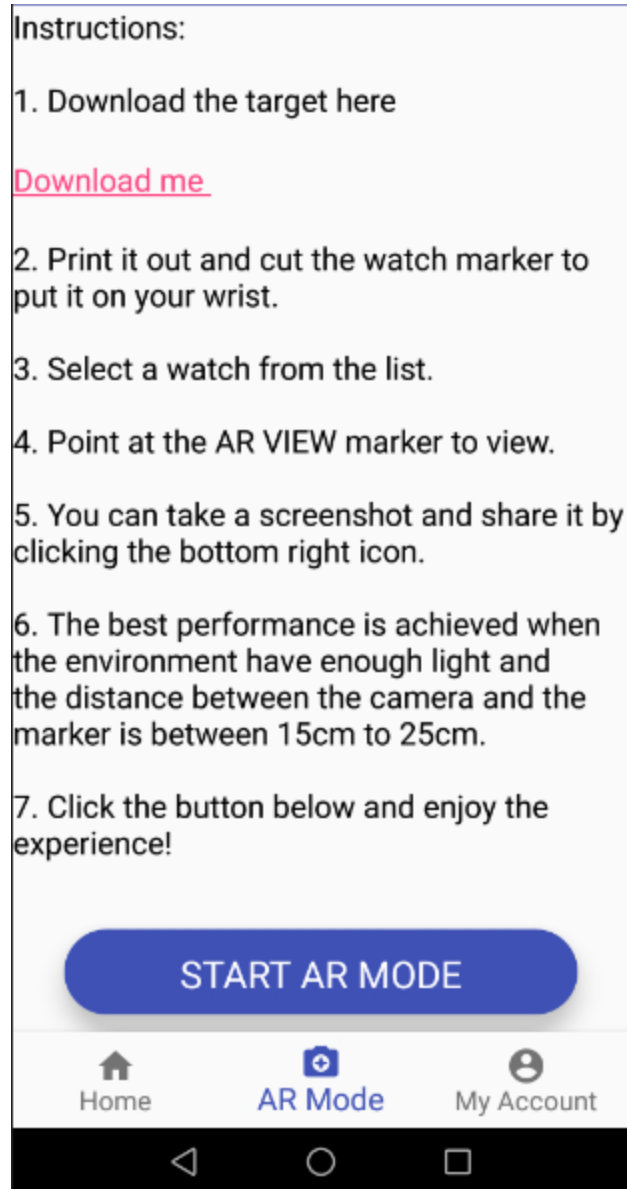 Instructions:
1. Download the target here
Download me
2. Print it out and cut the watch marker to
put it on your wrist.
3. Select a watch from the list.
4. Point at the AR VIEW marker to view.
5. You can take a screenshot and share it by
clicking the bottom right icon.
6. The best performance is achieved when
the environment have enough light and
the distance between the camera and the
marker is between 15cm to 25cm.
7. Click the button below and enjoy the
experience!
START AR MODE
Home
AR Mode
My Account